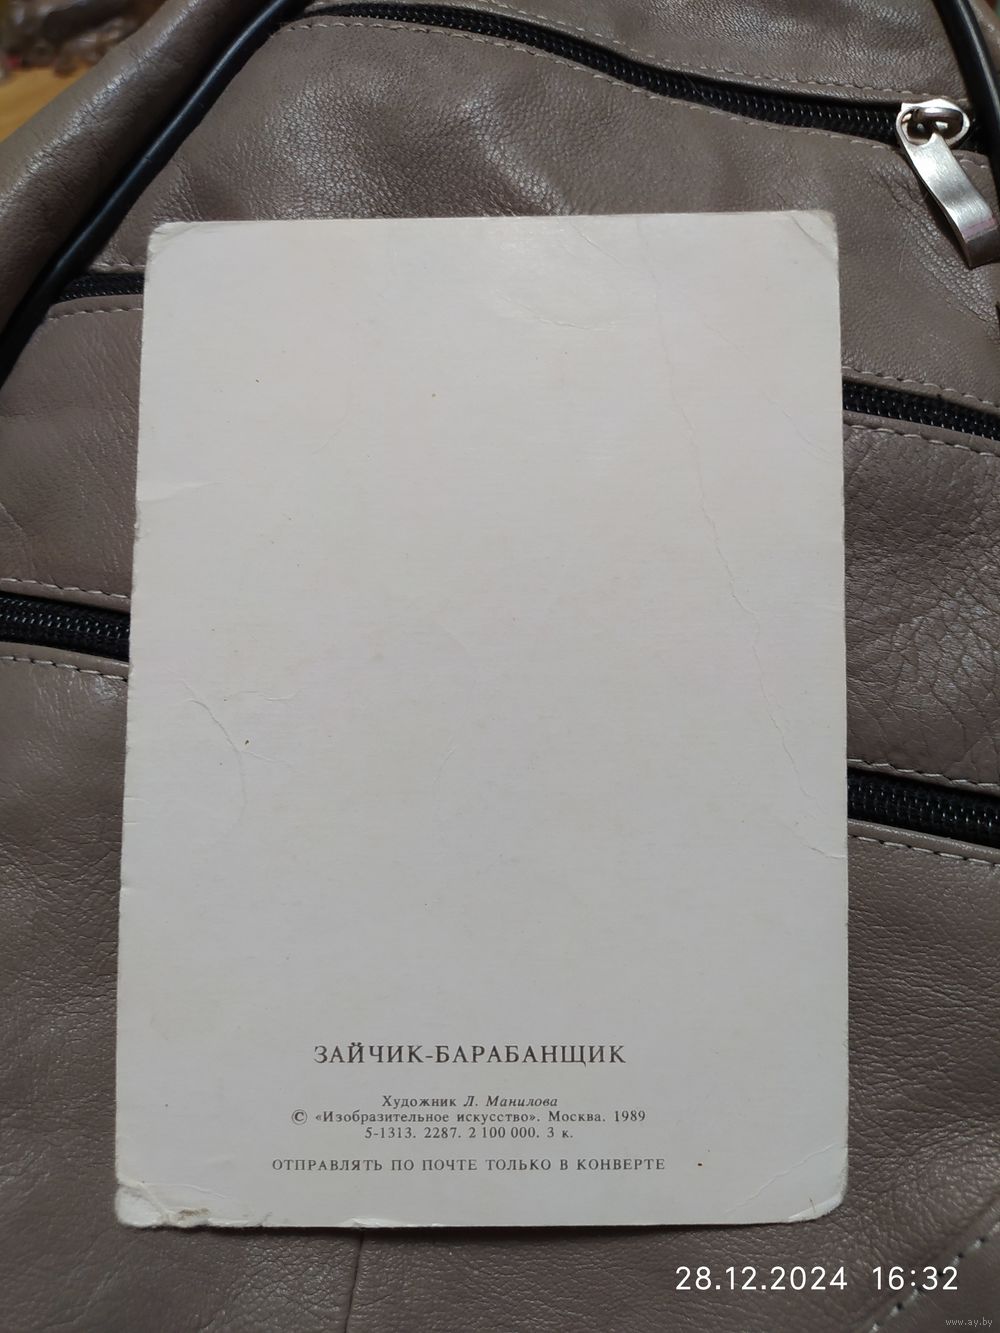 ЗАЙЧИК-БАРАБАНЩИК
Художник Л. Манилова
© «Изобразительное искусство». Москва. 1989
5-1313. 2287. 2 100 000. 3 к.
ОТПРАВЛЯТЬ ПО ПОЧТЕ ТОЛЬКО В КОНВЕРТЕ
28.12.2024 16:32
www.ay.by